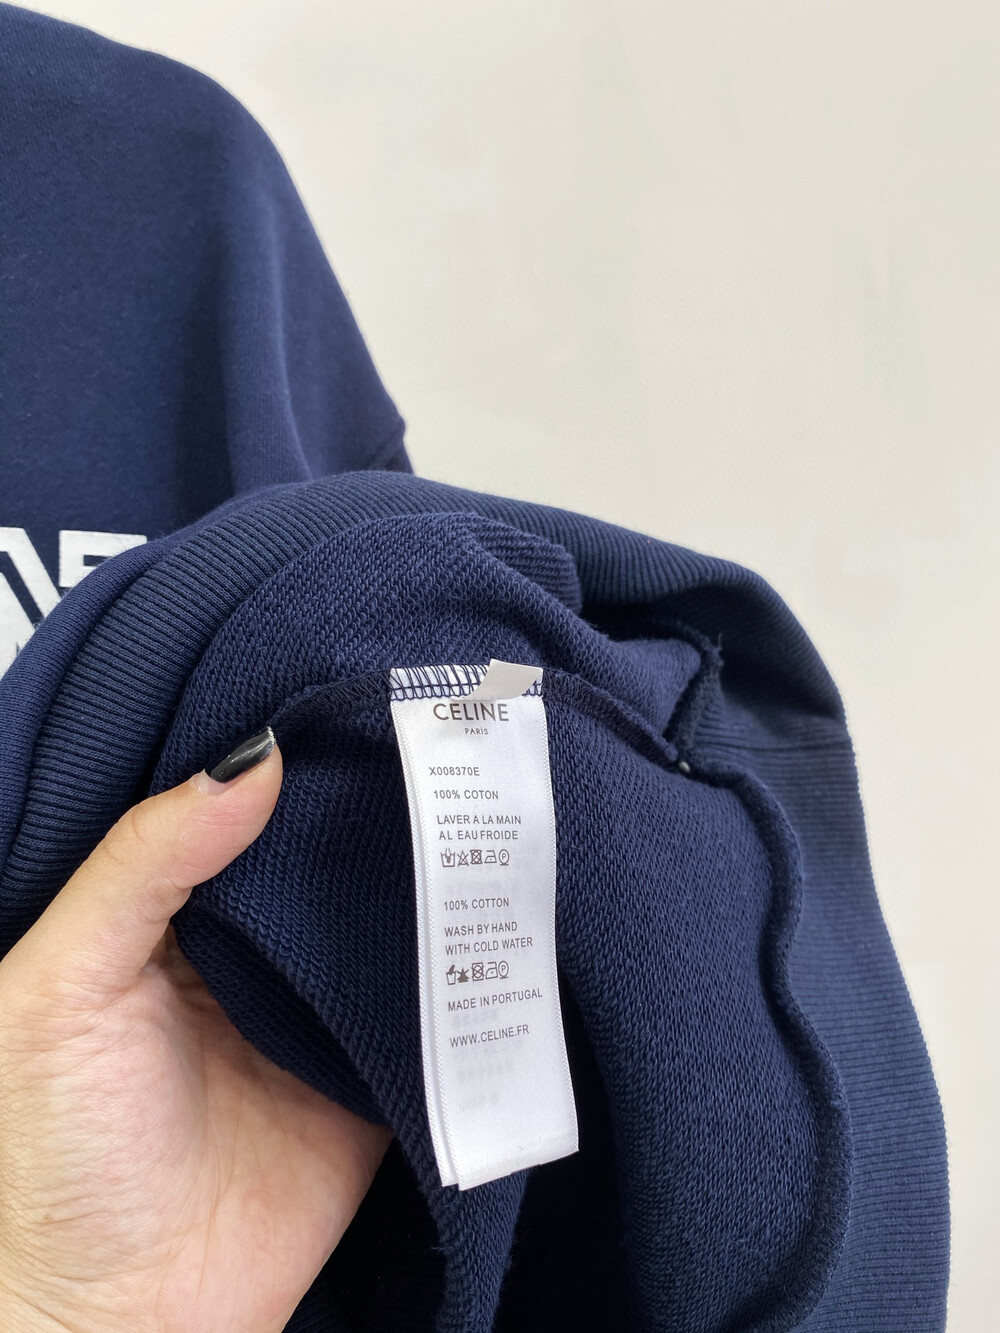 CELINE
PARIS
X008370E
100% COTON
LAVER A LA MAIN
AL EAU FROIDE
100% COTTON
WASH BY HAND
WITH COLD WATER
MADE IN PORTUGAL
WWW.CELINE.FR